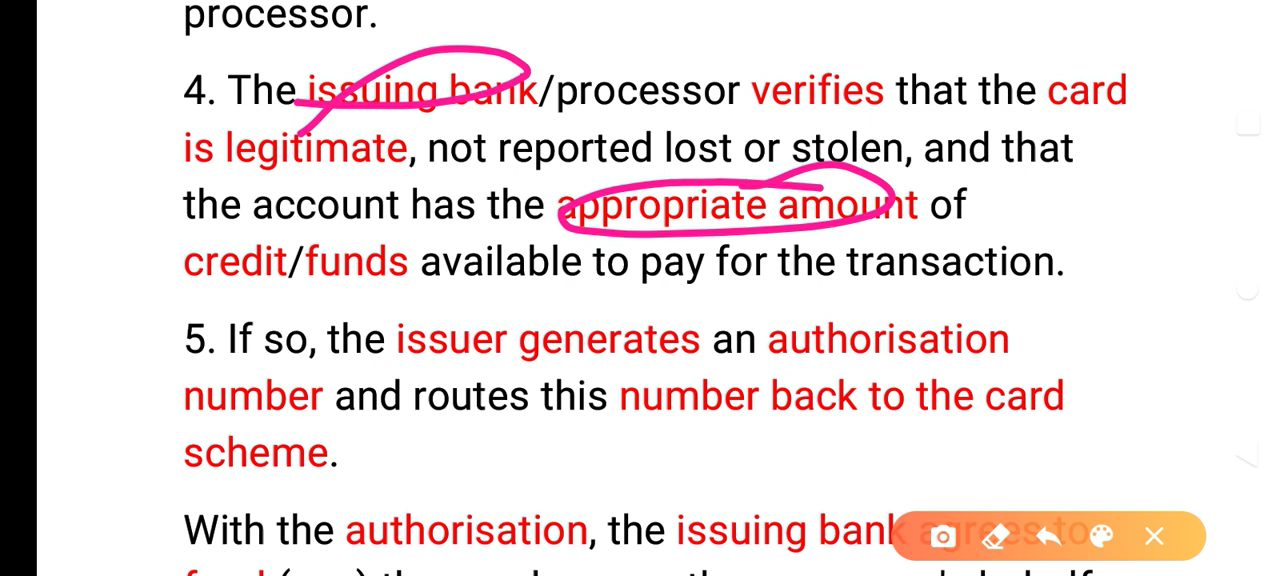 processor.
4. The issuing bank/processor verifies that the card
is legitimate, not reported lost or stolen, and that
the account has the appropriate amount of
credit/funds available to pay for the transaction.
5. If so, the issuer generates an authorisation
number and routes this number back to the card
scheme.
With the authorisation, the issuing bank agrees to